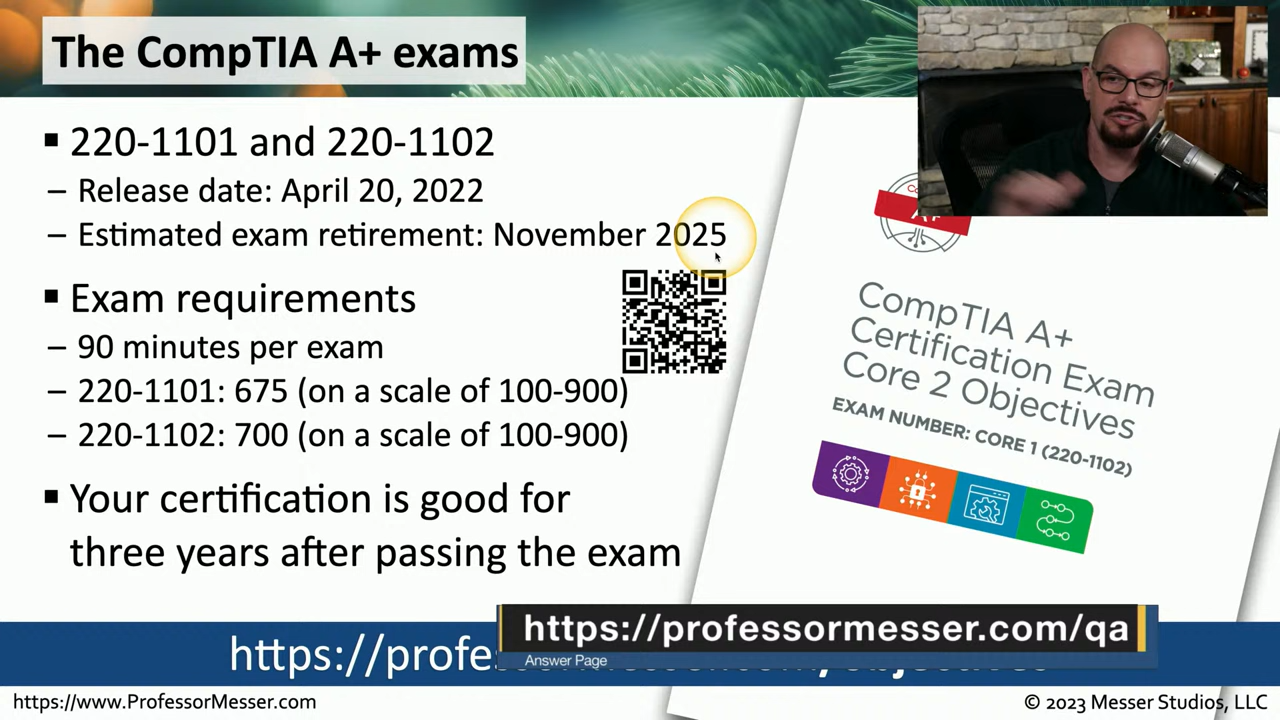 The CompTIA A+ exams
220-1101 and 220-1102
– Release date: April 20, 2022
– Estimated exam retirement: November 2025
Exam requirements
– 90 minutes per exam
– 220-1101: 675 (on a scale of 100-900)
– 220-1102: 700 (on a scale of 100-900)
Your certification is good for
three years after passing the exam
A+
CompTIA A+
Certification Exam
Core 2 Objectives
EXAM NUMBER: CORE 1 (220-1102)
https://professormesser.com/qa
Answer Page
https://www.ProfessorMesser.com
© 2023 Messer Studios, LLC